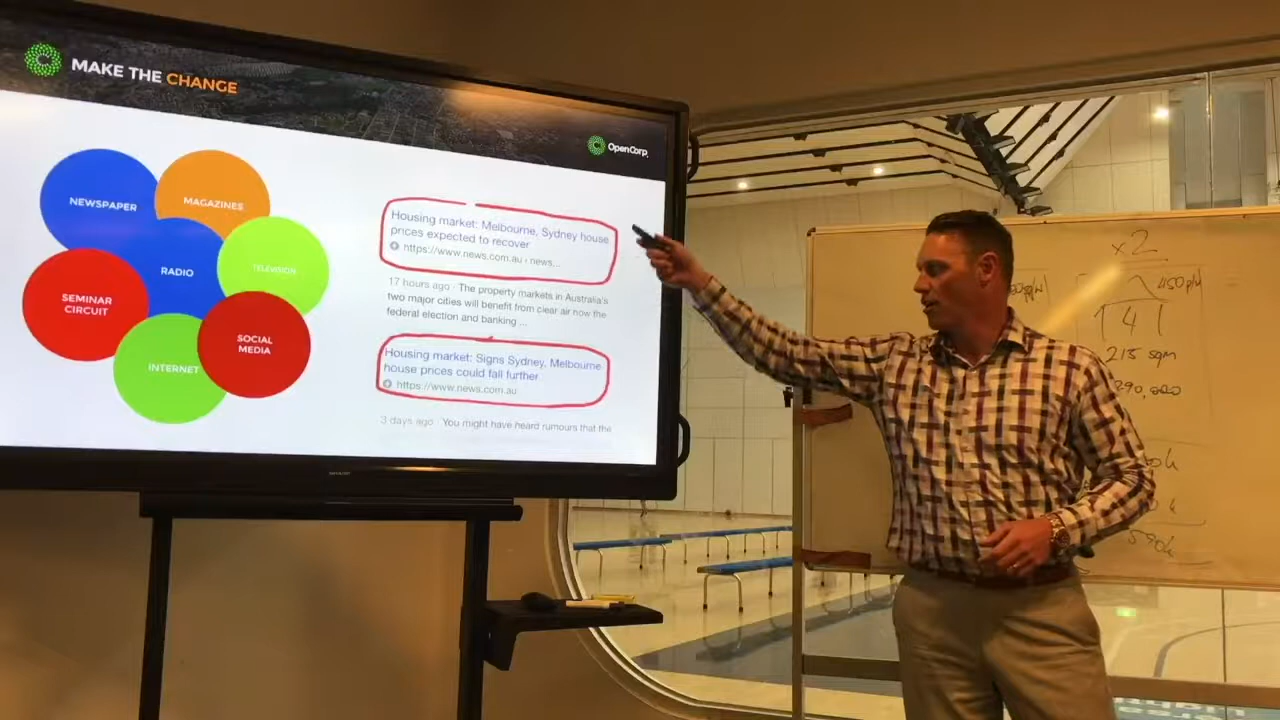 MAKE THE CHANGE
OpenCorp.
NEWSPAPER
MAGAZINES
RADIO
TELEVISION
SEMINAR
CIRCUIT
INTERNET
SOCIAL
MEDIA
Housing market: Melbourne, Sydney house
prices expected to recover
https://www.news.com.au › news...
17 hours ago · The property markets in Australia's
two major cities will benefit from clear air now the
federal election and banking ...
Housing market: Signs Sydney, Melbourne
house prices could fall further
https://www.news.com.au
3 days ago · You might have heard rumours that the
x2
450p/w
4
215 sqm